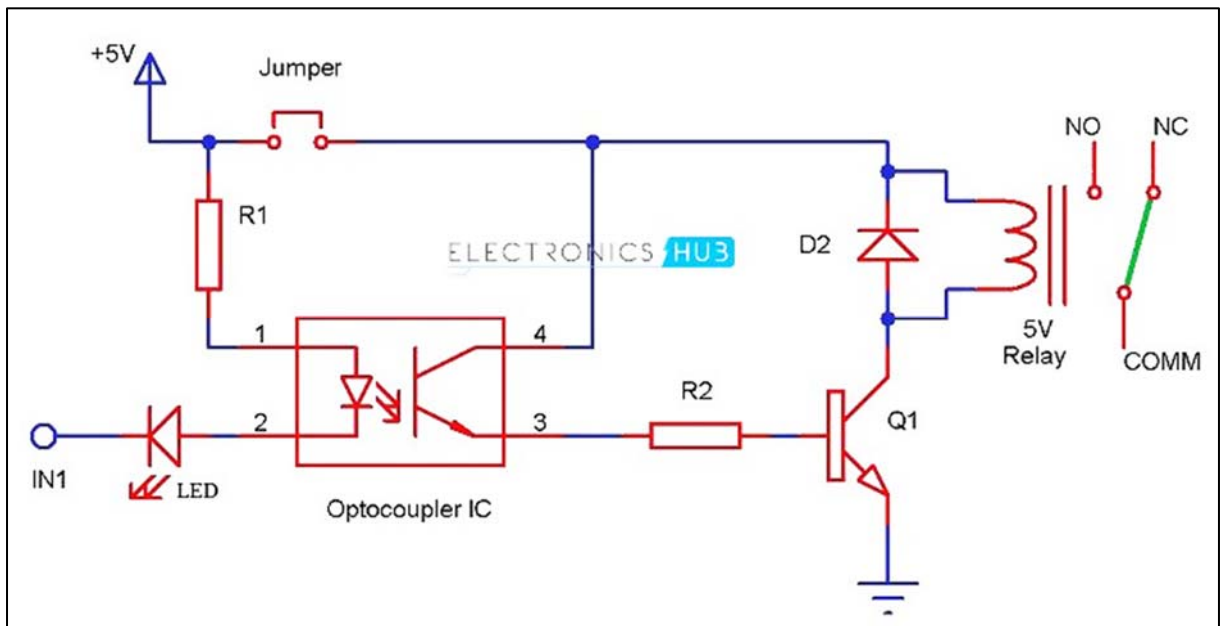 +5V
Jumper
NO
NC
R1
ELECTRONICS HUB
D2
1
4
5V
Relay
COMM
R2
2
3
Q1
IN1
LED
Optocoupler IC